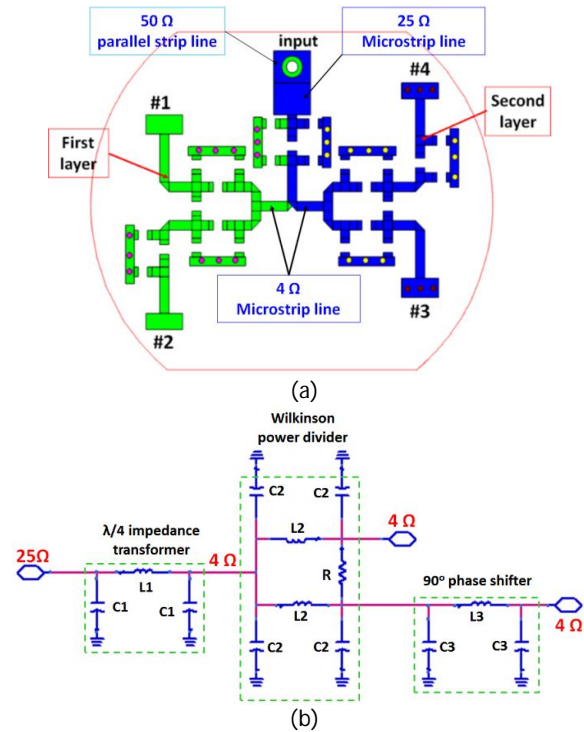 50 Ω
parallel strip line
input
25 Ω
Microstrip line
#1
#4
First
layer
Second
layer
4 Ω
Microstrip line
#2
#3
(a)
Wilkinson
power divider
C2
C2
λ/4 impedance
transformer
L2
4 Ω
25Ω
4 Ω
R
90º phase shifter
L1
L2
L3
4 Ω
C1
C1
C2
C2
C3
C3
(b)